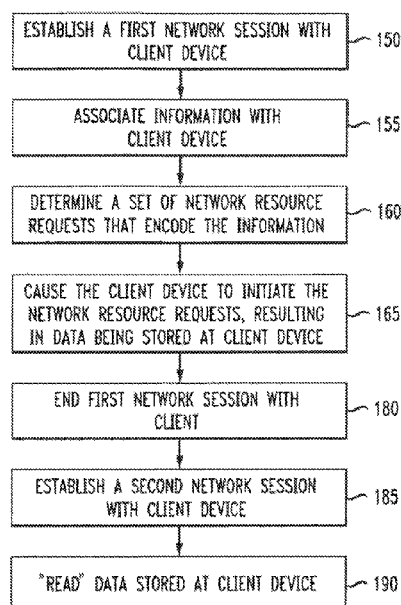 ESTABLISH A FIRST NETWORK SESSION WITH
CLIENT DEVICE
150
ASSOCIATE INFORMATION WITH
CLIENT DEVICE
155
DETERMINE A SET OF NETWORK RESOURCE
REQUESTS THAT ENCODE THE INFORMATION
160
CAUSE THE CLIENT DEVICE TO INITIATE THE
NETWORK RESOURCE REQUESTS, RESULTING
IN DATA BEING STORED AT CLIENT DEVICE
165
END FIRST NETWORK SESSION WITH
CLIENT
180
ESTABLISH A SECOND NETWORK SESSION
WITH CLIENT DEVICE
185
"READ" DATA STORED AT CLIENT DEVICE
190